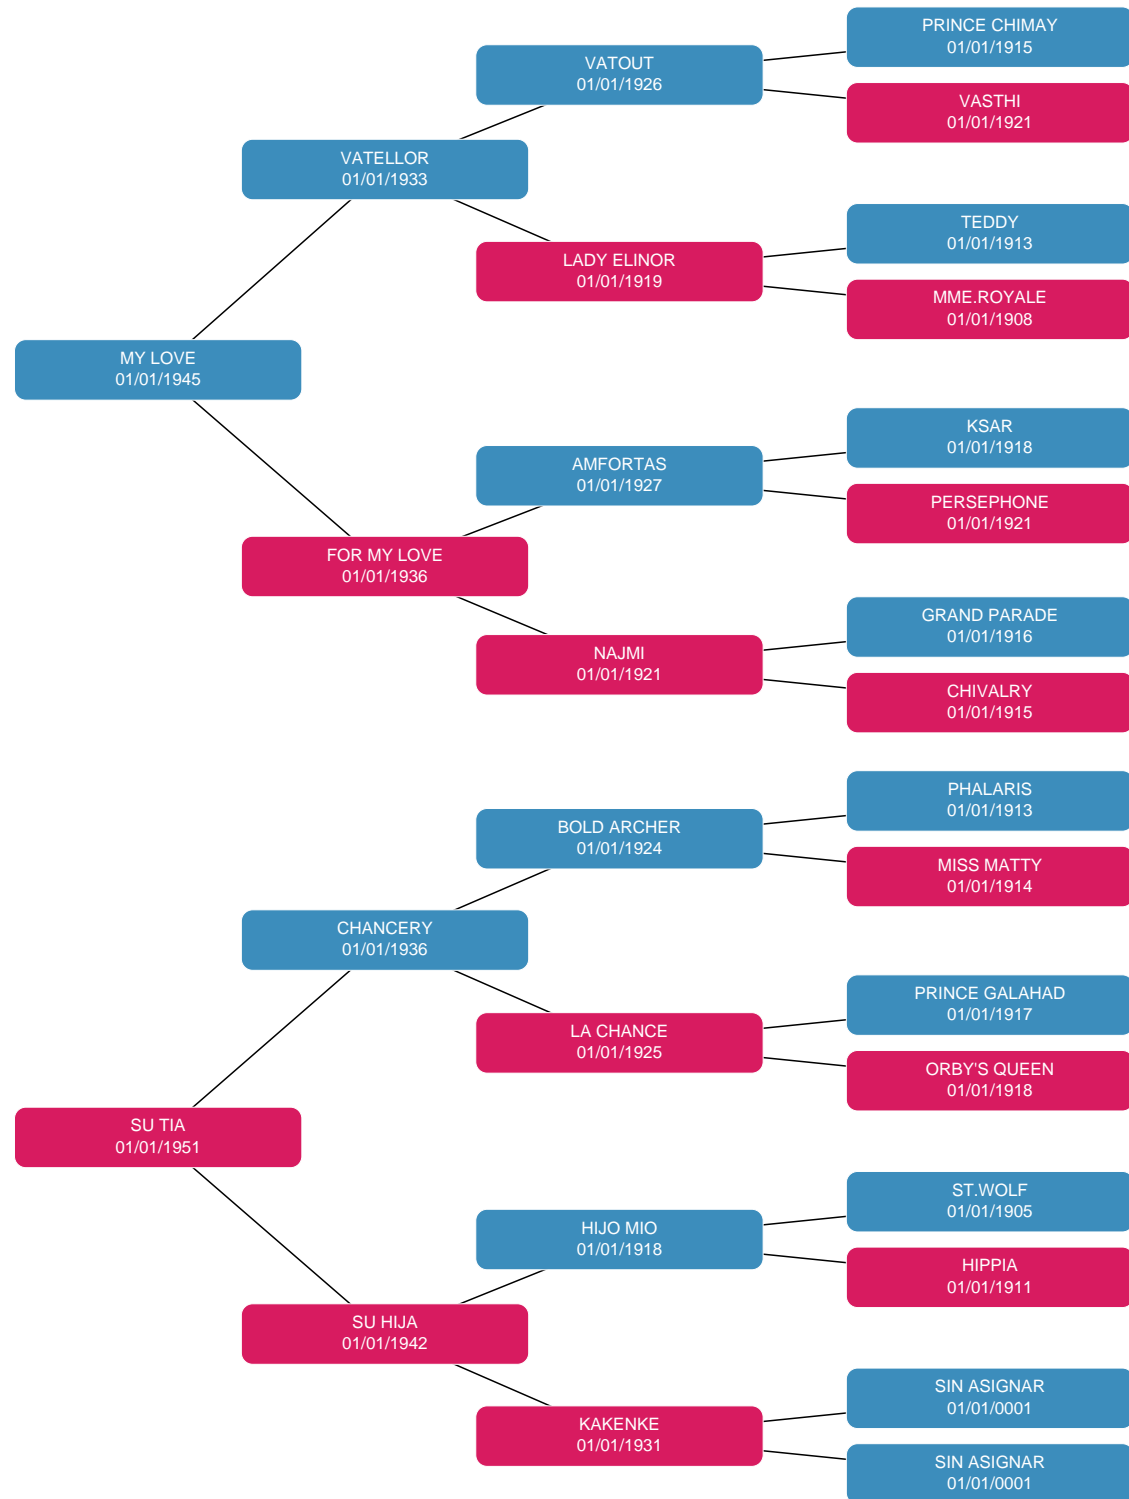 PRINCE CHIMAY
01/01/1915
VATOUT
01/01/1926
VASTHI
01/01/1921
VATELLOR
01/01/1933
TEDDY
01/01/1913
LADY ELINOR
01/01/1919
MME.ROYALE
01/01/1908
MY LOVE
01/01/1945
KSAR
01/01/1918
AMFORTAS
01/01/1927
PERSEPHONE
01/01/1921
FOR MY LOVE
01/01/1936
GRAND PARADE
01/01/1916
NAJMI
01/01/1921
CHIVALRY
01/01/1915
PHALARIS
01/01/1913
BOLD ARCHER
01/01/1924
MISS MATTY
01/01/1914
CHANCERY
01/01/1936
PRINCE GALAHAD
01/01/1917
LA CHANCE
01/01/1925
ORBY'S QUEEN
01/01/1918
SU TIA
01/01/1951
ST.WOLF
01/01/1905
HIJO MIO
01/01/1918
HIPPIA
01/01/1911
SU HIJA
01/01/1942
SIN ASIGNAR
01/01/0001
KAKENKE
01/01/1931
SIN ASIGNAR
01/01/0001